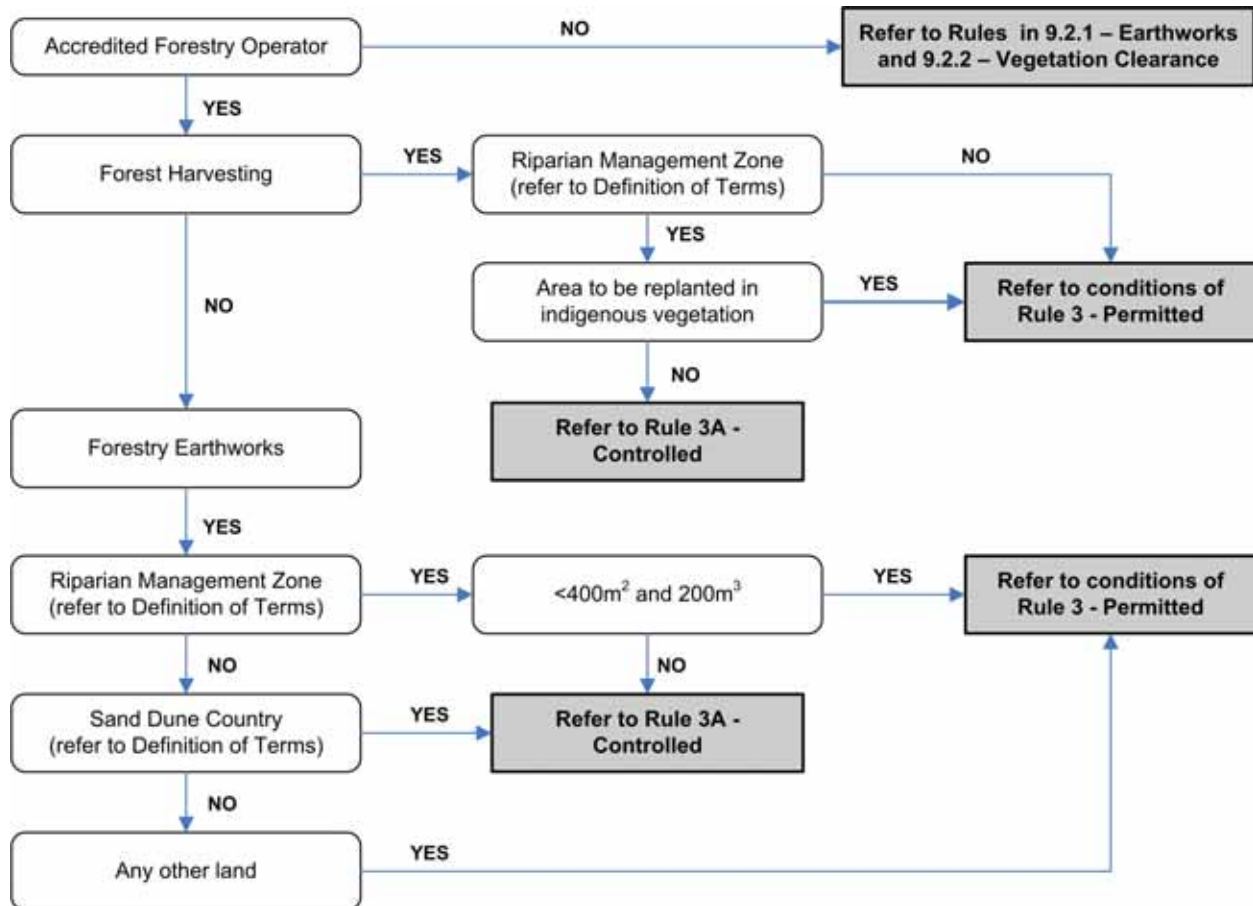 Accredited Forestry Operator
NO
Refer to Rules in 9.2.1 – Earthworks
and 9.2.2 – Vegetation Clearance
YES
Forest Harvesting
YES
Riparian Management Zone
(refer to Definition of Terms)
NO
YES
NO
Area to be replanted in
indigenous vegetation
YES
Refer to conditions of
Rule 3 - Permitted
NO
Forestry Earthworks
Refer to Rule 3A -
Controlled
YES
Riparian Management Zone
(refer to Definition of Terms)
YES
<400m² and 200m³
YES
Refer to conditions of
Rule 3 - Permitted
NO
NO
Sand Dune Country
(refer to Definition of Terms)
YES
Refer to Rule 3A -
Controlled
NO
Any other land
YES